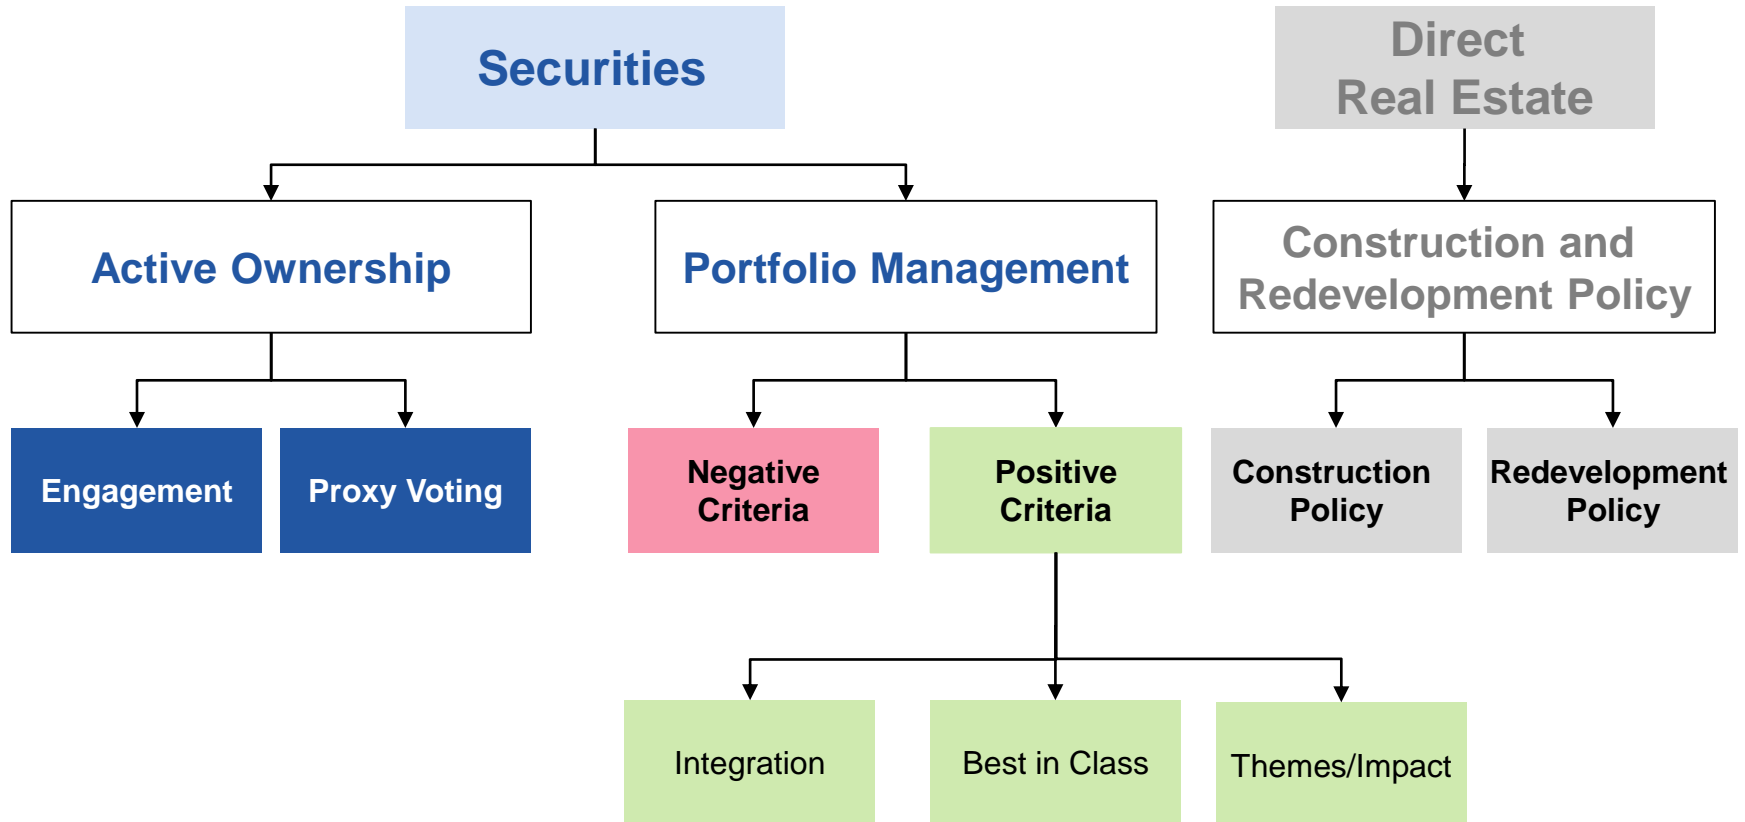 Securities
Direct
Real Estate
Active Ownership
Portfolio Management
Construction and
Redevelopment Policy
Engagement
Proxy Voting
Negative
Criteria
Positive
Criteria
Construction
Policy
Redevelopment
Policy
Integration
Best in Class
Themes/Impact